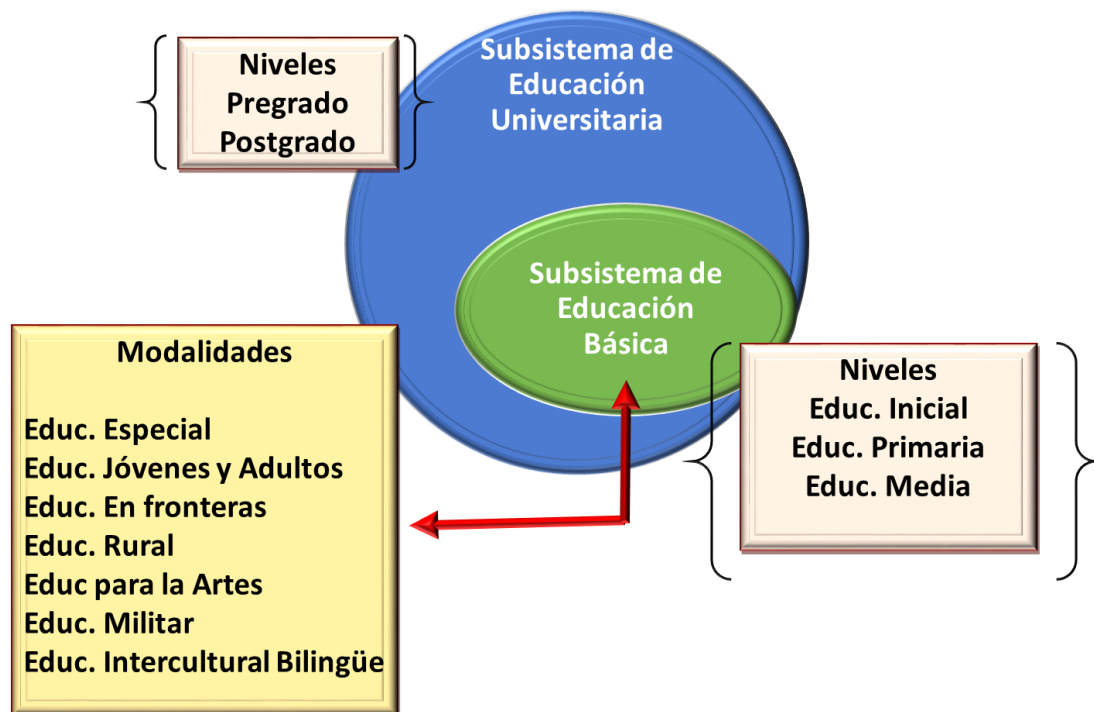 Niveles
Pregrado
Postgrado
Subsistema de
Educación
Universitaria
Subsistema de
Educación
Básica
Modalidades
Educ. Especial
Educ. Jóvenes y Adultos
Educ. En fronteras
Educ. Rural
Educ para la Artes
Educ. Militar
Educ. Intercultural Bilingüe
Niveles
Educ. Inicial
Educ. Primaria
Educ. Media